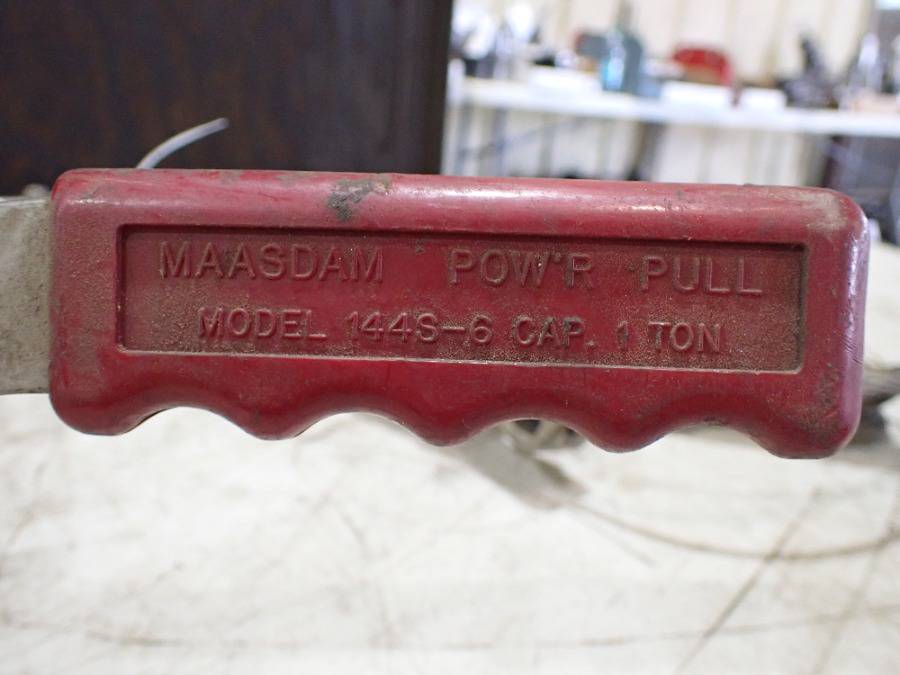 MAASDAM POW'R PULL
MODEL 144S-6 CAP. 1 TON